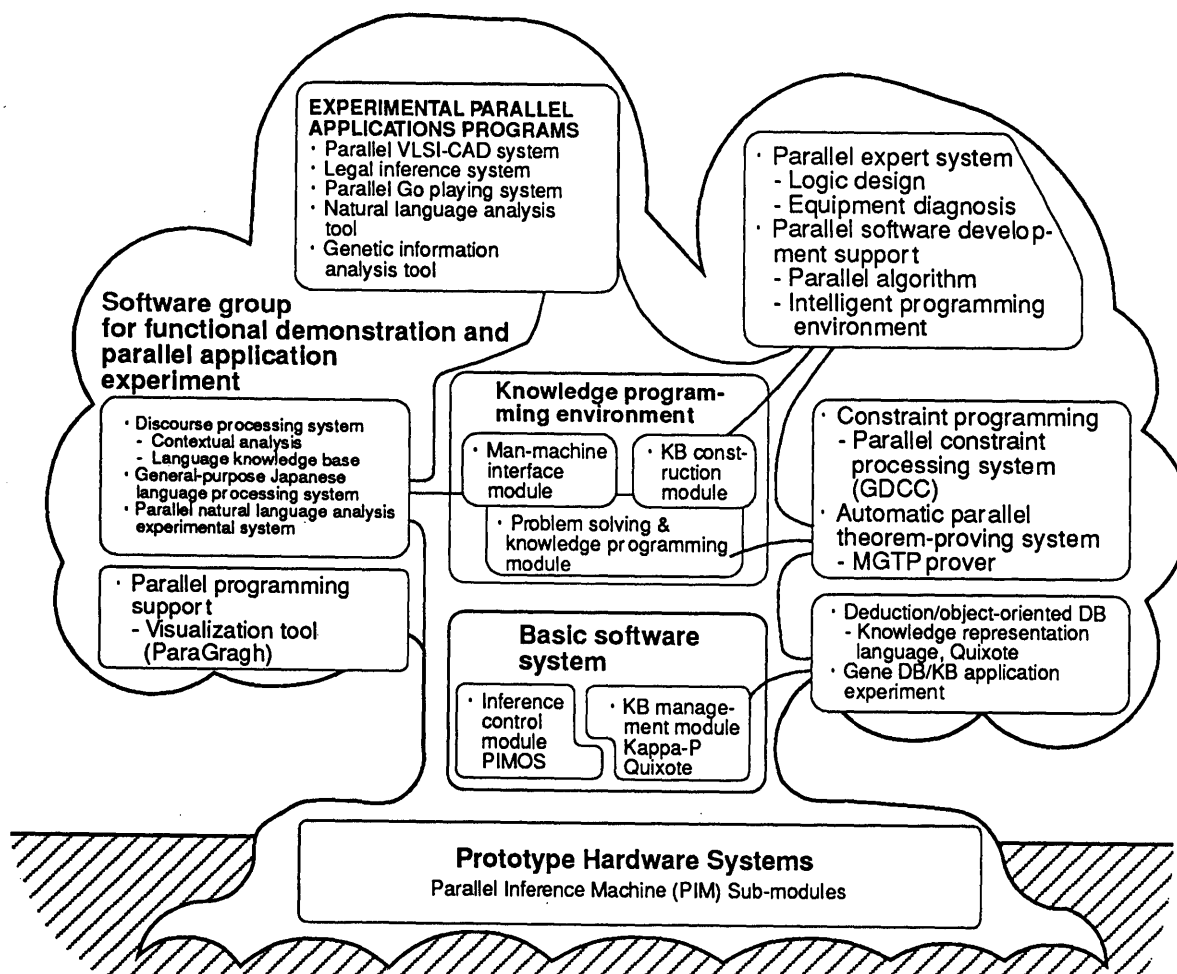 EXPERIMENTAL PARALLEL
APPLICATIONS PROGRAMS
· Parallel VLSI-CAD system
· Legal inference system
· Parallel Go playing system
· Natural language analysis
tool
· Genetic information
analysis tool
· Parallel expert system
- Logic design
- Equipment diagnosis
· Parallel software develop-
ment support
- Parallel algorithm
- Intelligent programming
environment
Software group
for functional demonstration and
parallel application
experiment
· Discourse processing system
- Contextual analysis
- Language knowledge base
· General-purpose Japanese
language processing system
· Parallel natural language analysis
experimental system
· Parallel programming
support
- Visualization tool
(ParaGragh)
Knowledge program-
ming environment
· Man-machine
interface
module
· KB const-
ruction
module
· Problem solving &
knowledge programming
module
· Constraint programming
- Parallel constraint
processing system
(GDCC)
· Automatic parallel
theorem-proving system
- MGTP prover
· Deduction/object-oriented DB
- Knowledge representation
language, Quixote
· Gene DB/KB application
experiment
Basic software
system
· Inference
control
module
PIMOS
· KB manage-
ment module
Kappa-P
Quixote
Prototype Hardware Systems
Parallel Inference Machine (PIM) Sub-modules